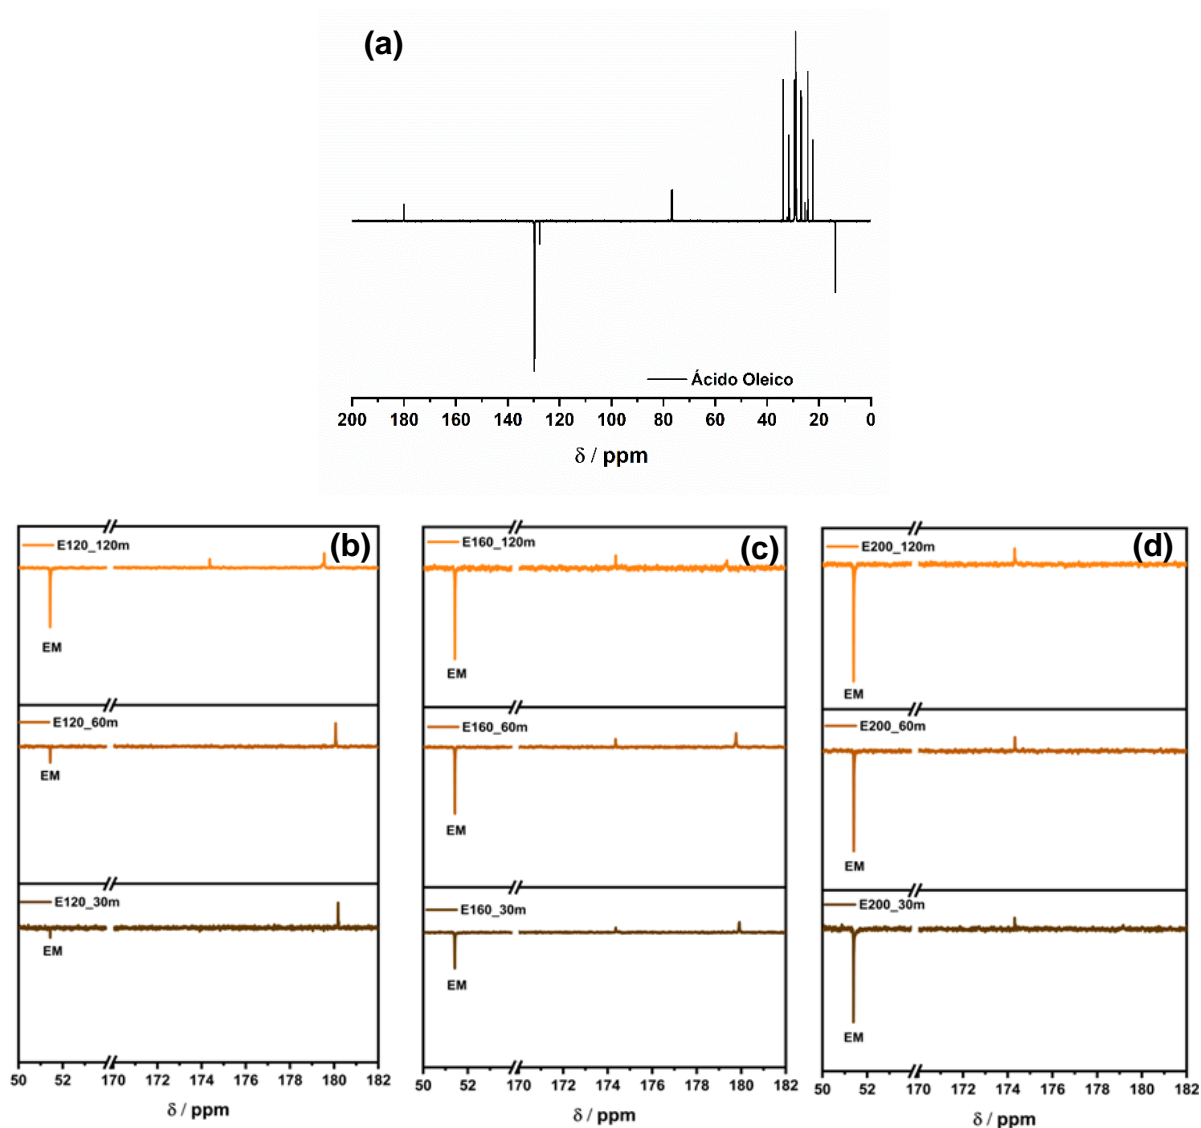 (a)
Ácido Oleico
200 180 160 140 120 100 80 60 40 20 0
δ / ppm
(b)
E120_120m
EM
E120_60m
EM
E120_30m
EM
50 52 170 172 174 176 178 180 182
δ / ppm
(c)
E160_120m
EM
E160_60m
EM
E160_30m
EM
50 52 170 172 174 176 178 180 182
δ / ppm
(d)
E200_120m
EM
E200_60m
EM
E200_30m
EM
50 52 170 172 174 176 178 180 182
δ / ppm